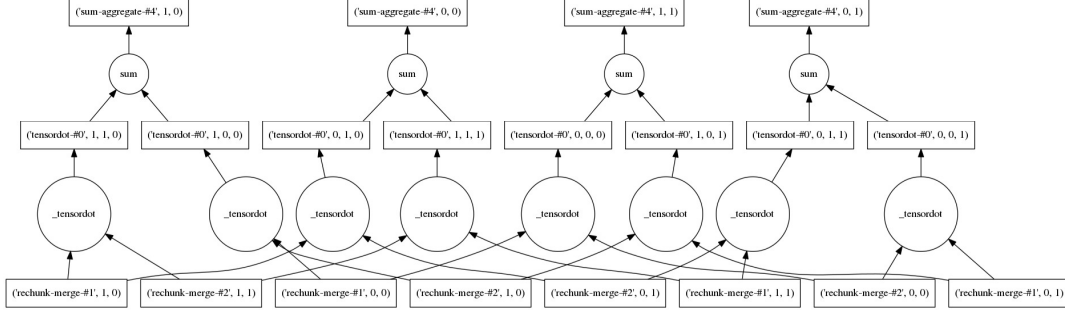 ('sum-aggregate-#4', 1, 0)
('sum-aggregate-#4', 0, 0)
('sum-aggregate-#4', 1, 1)
('sum-aggregate-#4', 0, 1)
sum
sum
sum
sum
('tensordot-#0', 1, 1, 0)
('tensordot-#0', 1, 0, 0)
('tensordot-#0', 0, 1, 0)
('tensordot-#0', 1, 1, 1)
('tensordot-#0', 0, 0, 0)
('tensordot-#0', 1, 0, 1)
('tensordot-#0', 0, 1, 1)
('tensordot-#0', 0, 0, 1)
_tensordot
_tensordot
_tensordot
_tensordot
_tensordot
_tensordot
_tensordot
_tensordot
('rechunk-merge-#1', 1, 0)
('rechunk-merge-#2', 1, 1)
('rechunk-merge-#1', 0, 0)
('rechunk-merge-#2', 1, 0)
('rechunk-merge-#2', 0, 1)
('rechunk-merge-#1', 1, 1)
('rechunk-merge-#2', 0, 0)
('rechunk-merge-#1', 0, 1)